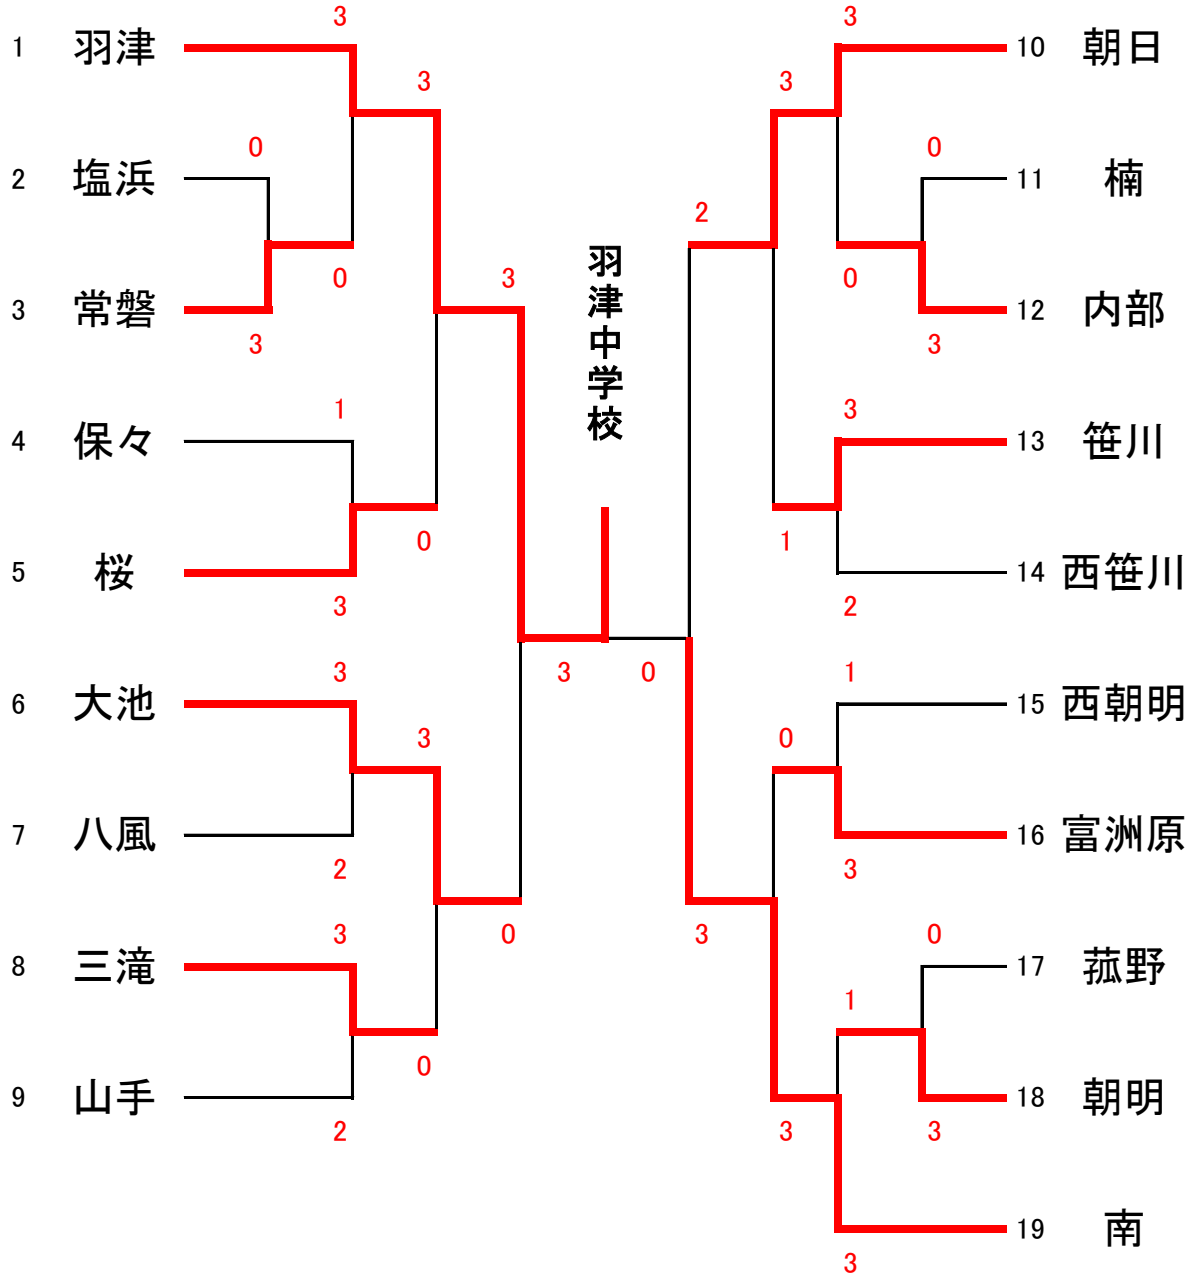 3
1 羽津
3
0
2 塩浜
0
3 常磐
3
3
1
4 保々
0
5 桜
3
3
6 大池
3
7 八風
2
0
3
8 三滝
0
9 山手
2
羽津中学校
3 0
3
10 朝日
3
0
11 楠
2
0
12 内部
3
3
13 笹川
1
14 西笹川
2
1
15 西朝明
0
16 富洲原
3
3
0
17 菰野
1
18 朝明
3
3
19 南
3